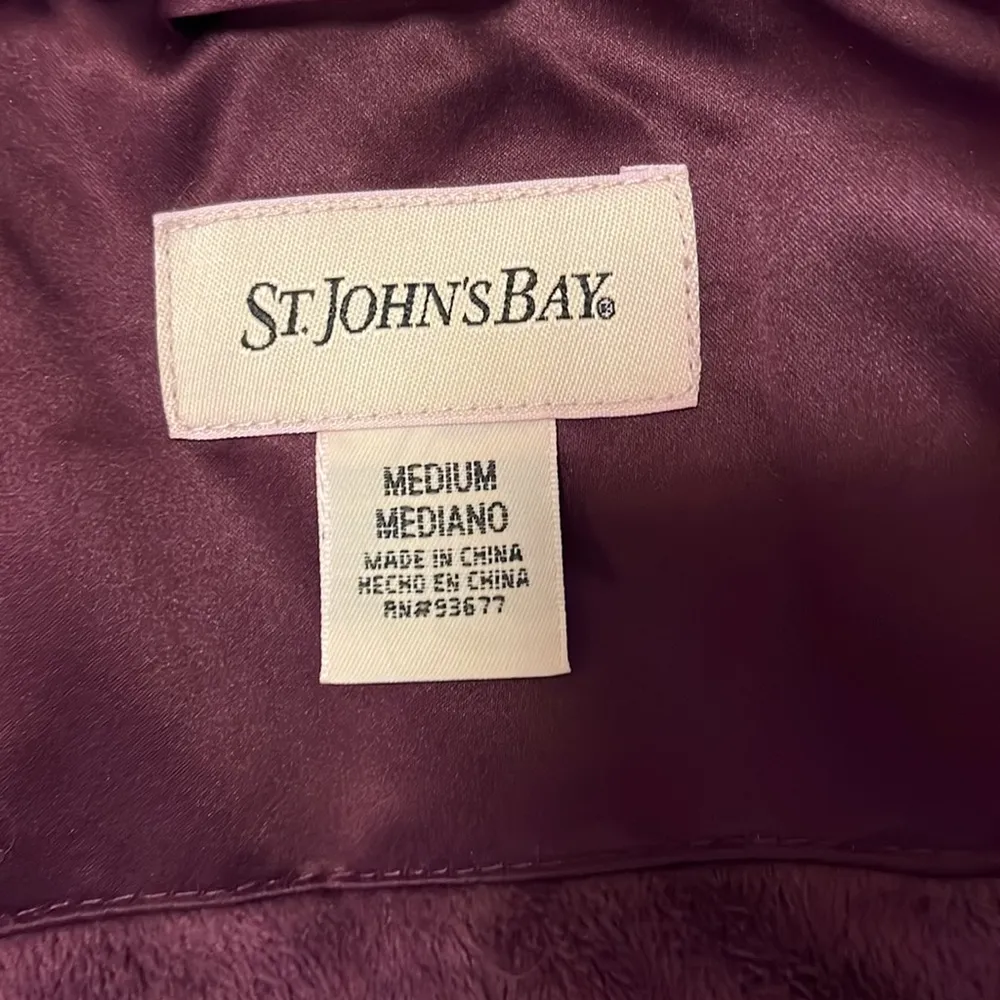 ST. JOHN'S BAY®
MEDIUM
MEDIANO
MADE IN CHINA
HECHO EN CHINA
RN#93677